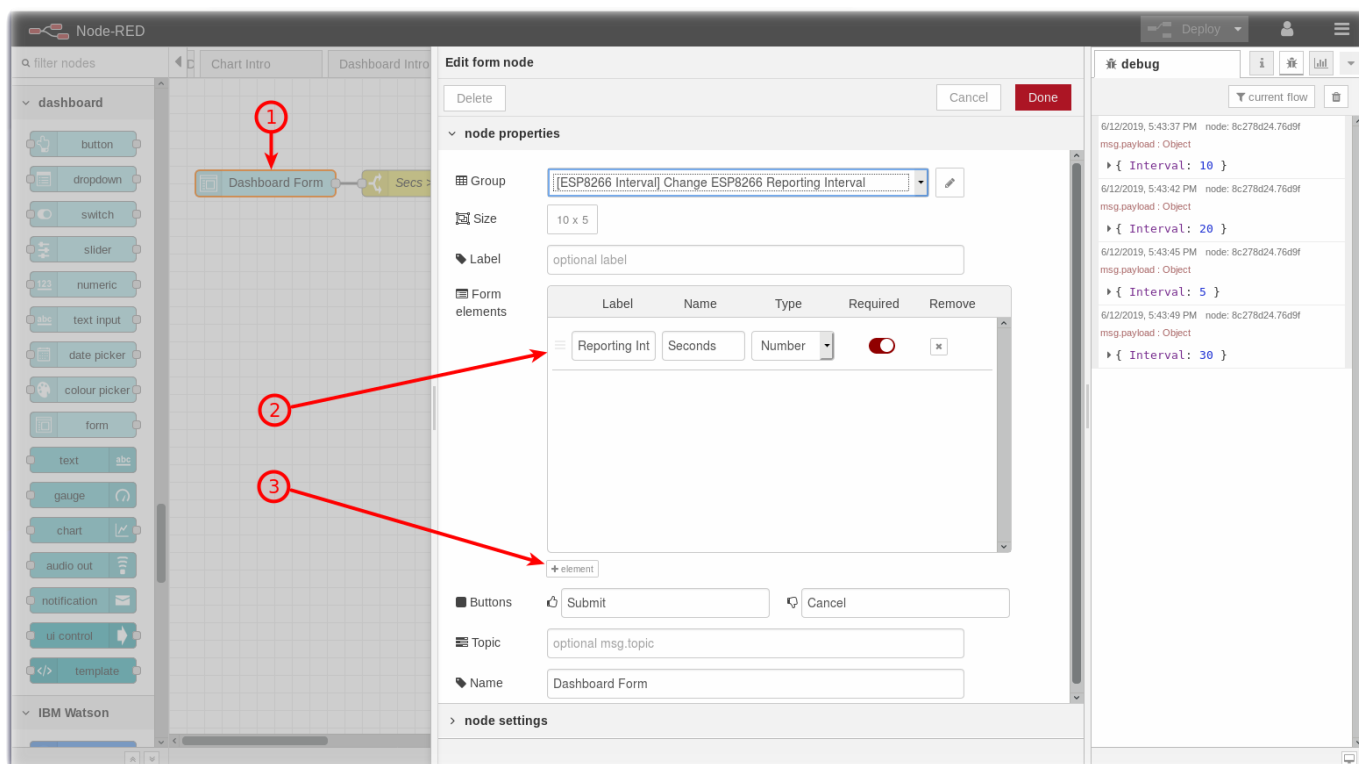 Node-RED
Deploy
filter nodes
Chart Intro
Dashboard Intro
dashboard
button
dropdown
switch
slider
123 numeric
abc text input
date picker
colour picker
form
text abc
gauge
chart
audio out
notification
ui control
</> template
IBM Watson
1
Dashboard Form
Secs >
2
3
Edit form node
Delete
Cancel
Done
node properties
Group
[ESP8266 Interval] Change ESP8266 Reporting Interval
Size
10 x 5
Label
optional label
Form
elements
Label Name Type Required Remove
Reporting Int Seconds Number
+ element
Buttons
Submit
Cancel
Topic
optional msg.topic
Name
Dashboard Form
node settings
debug
i
current flow
6/12/2019, 5:43:37 PM node: 8c278d24.76d9f
msg.payload : Object
{ Interval: 10 }
6/12/2019, 5:43:42 PM node: 8c278d24.76d9f
msg.payload : Object
{ Interval: 20 }
6/12/2019, 5:43:45 PM node: 8c278d24.76d9f
msg.payload : Object
{ Interval: 5 }
6/12/2019, 5:43:49 PM node: 8c278d24.76d9f
msg.payload : Object
{ Interval: 30 }